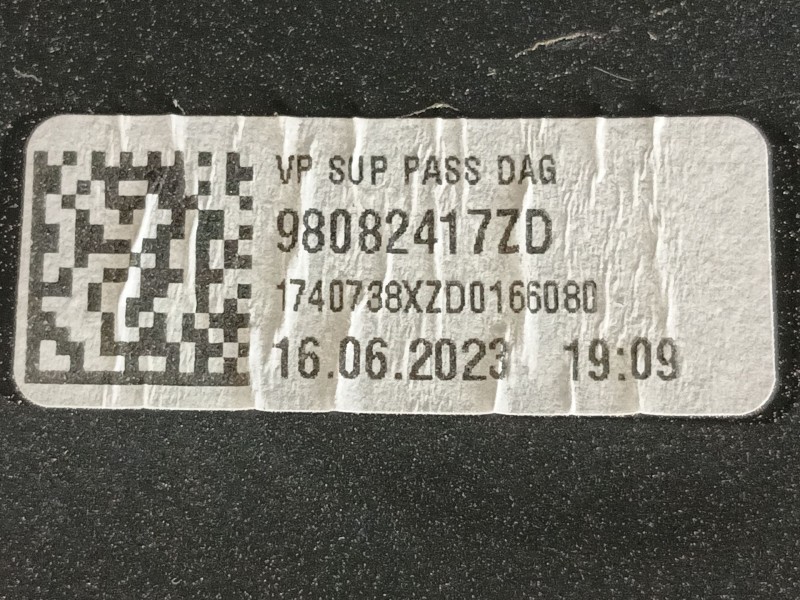 VP SUP PASS DAG
98082417ZD
1740738XZD0166080
16.06.2023 19:09